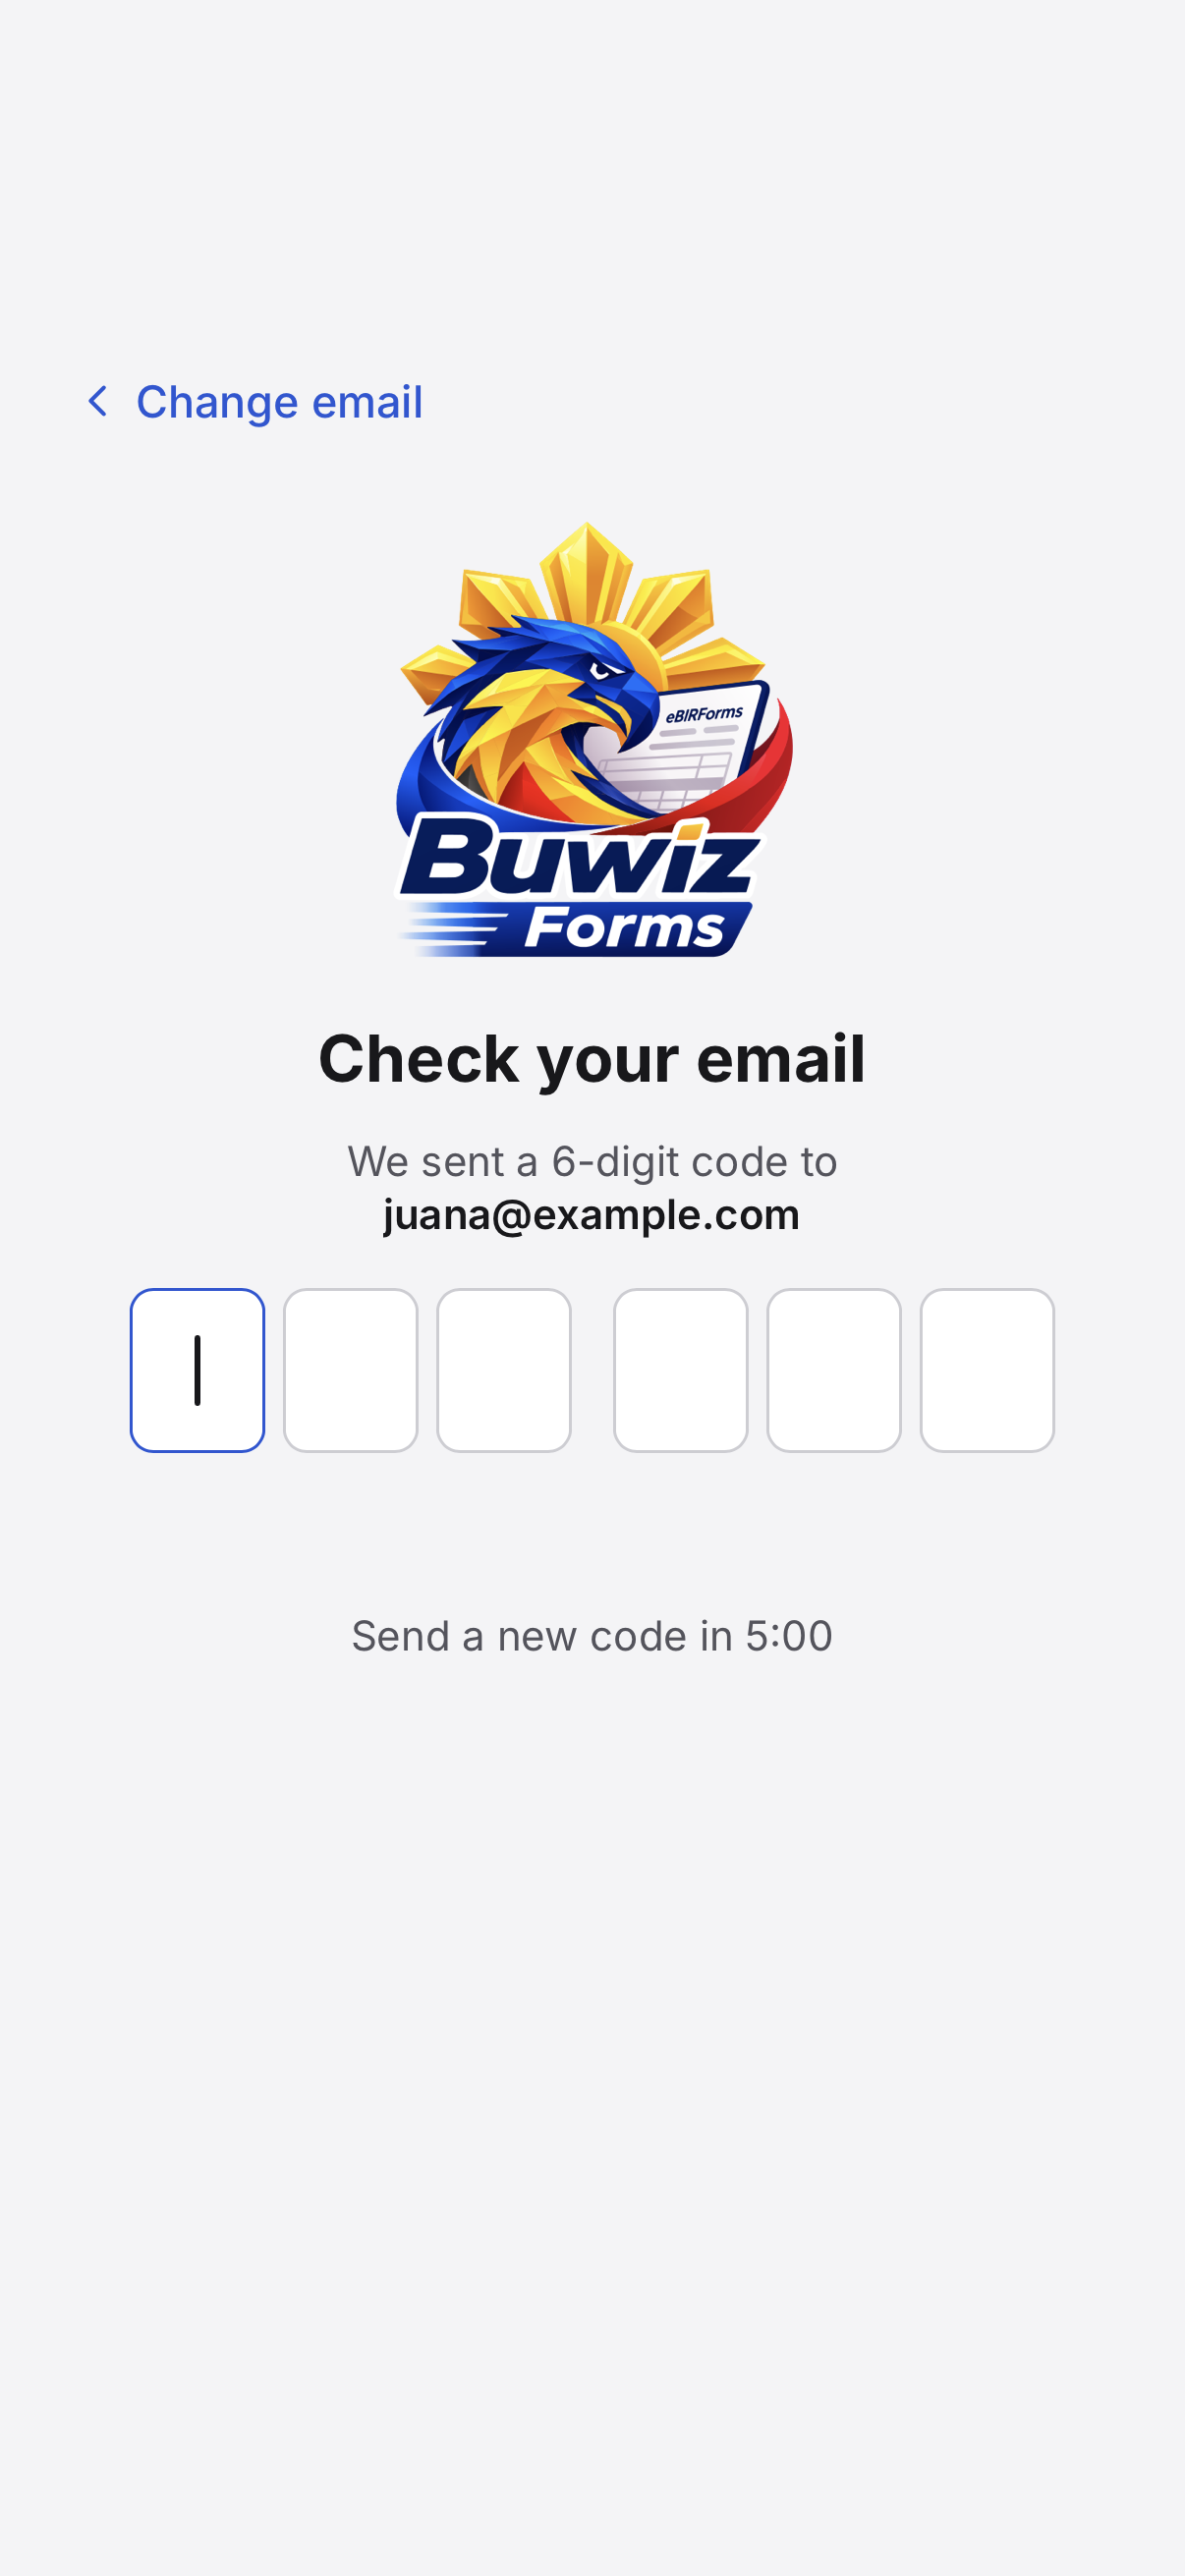 Change email
eBIRForms
Buwiz
Forms
Check your email
We sent a 6-digit code to
juana@example.com
Send a new code in 5:00